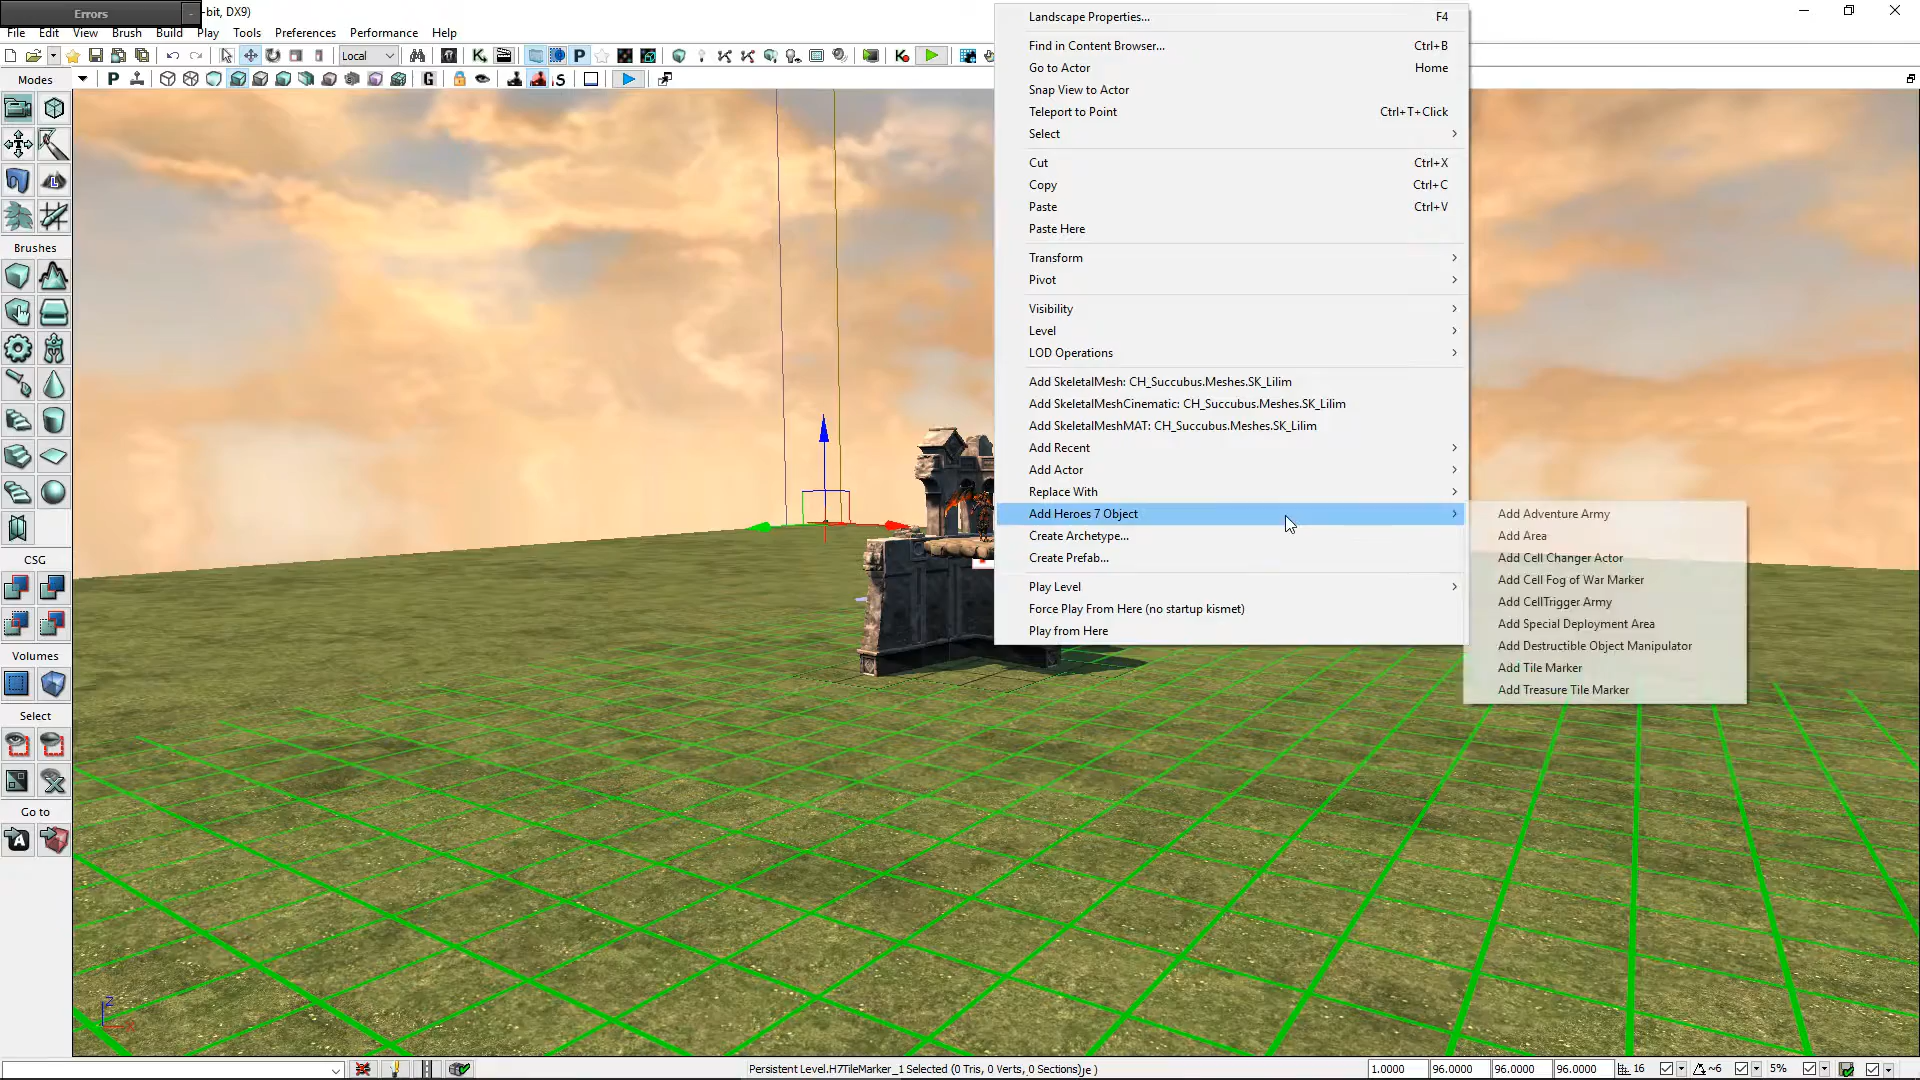 Errors
-bit, DX9)
File Edit View Brush Build Play Tools Preferences Performance Help
Local
Modes
Brushes
CSG
Volumes
Select
Go to
Landscape Properties... F4
Find in Content Browser... Ctrl+B
Go to Actor Home
Snap View to Actor
Teleport to Point Ctrl+T+Click
Select
Cut Ctrl+X
Copy Ctrl+C
Paste Ctrl+V
Paste Here
Transform
Pivot
Visibility
Level
LOD Operations
Add SkeletalMesh: CH_Succubus.Meshes.SK_Lilim
Add SkeletalMeshCinematic: CH_Succubus.Meshes.SK_Lilim
Add SkeletalMeshMAT: CH_Succubus.Meshes.SK_Lilim
Add Recent
Add Actor
Replace With
Add Heroes 7 Object
Create Archetype...
Create Prefab...
Play Level
Force Play From Here (no startup kismet)
Play from Here
Add Adventure Army
Add Area
Add Cell Changer Actor
Add Cell Fog of War Marker
Add CellTrigger Army
Add Special Deployment Area
Add Destructible Object Manipulator
Add Tile Marker
Add Treasure Tile Marker
Z
Persistent Level.H7TileMarker_1 Selected (0 Tris, 0 Verts, 0 Sections)je )
1.0000 96.0000 96.0000 96.0000 16 ~6 5%